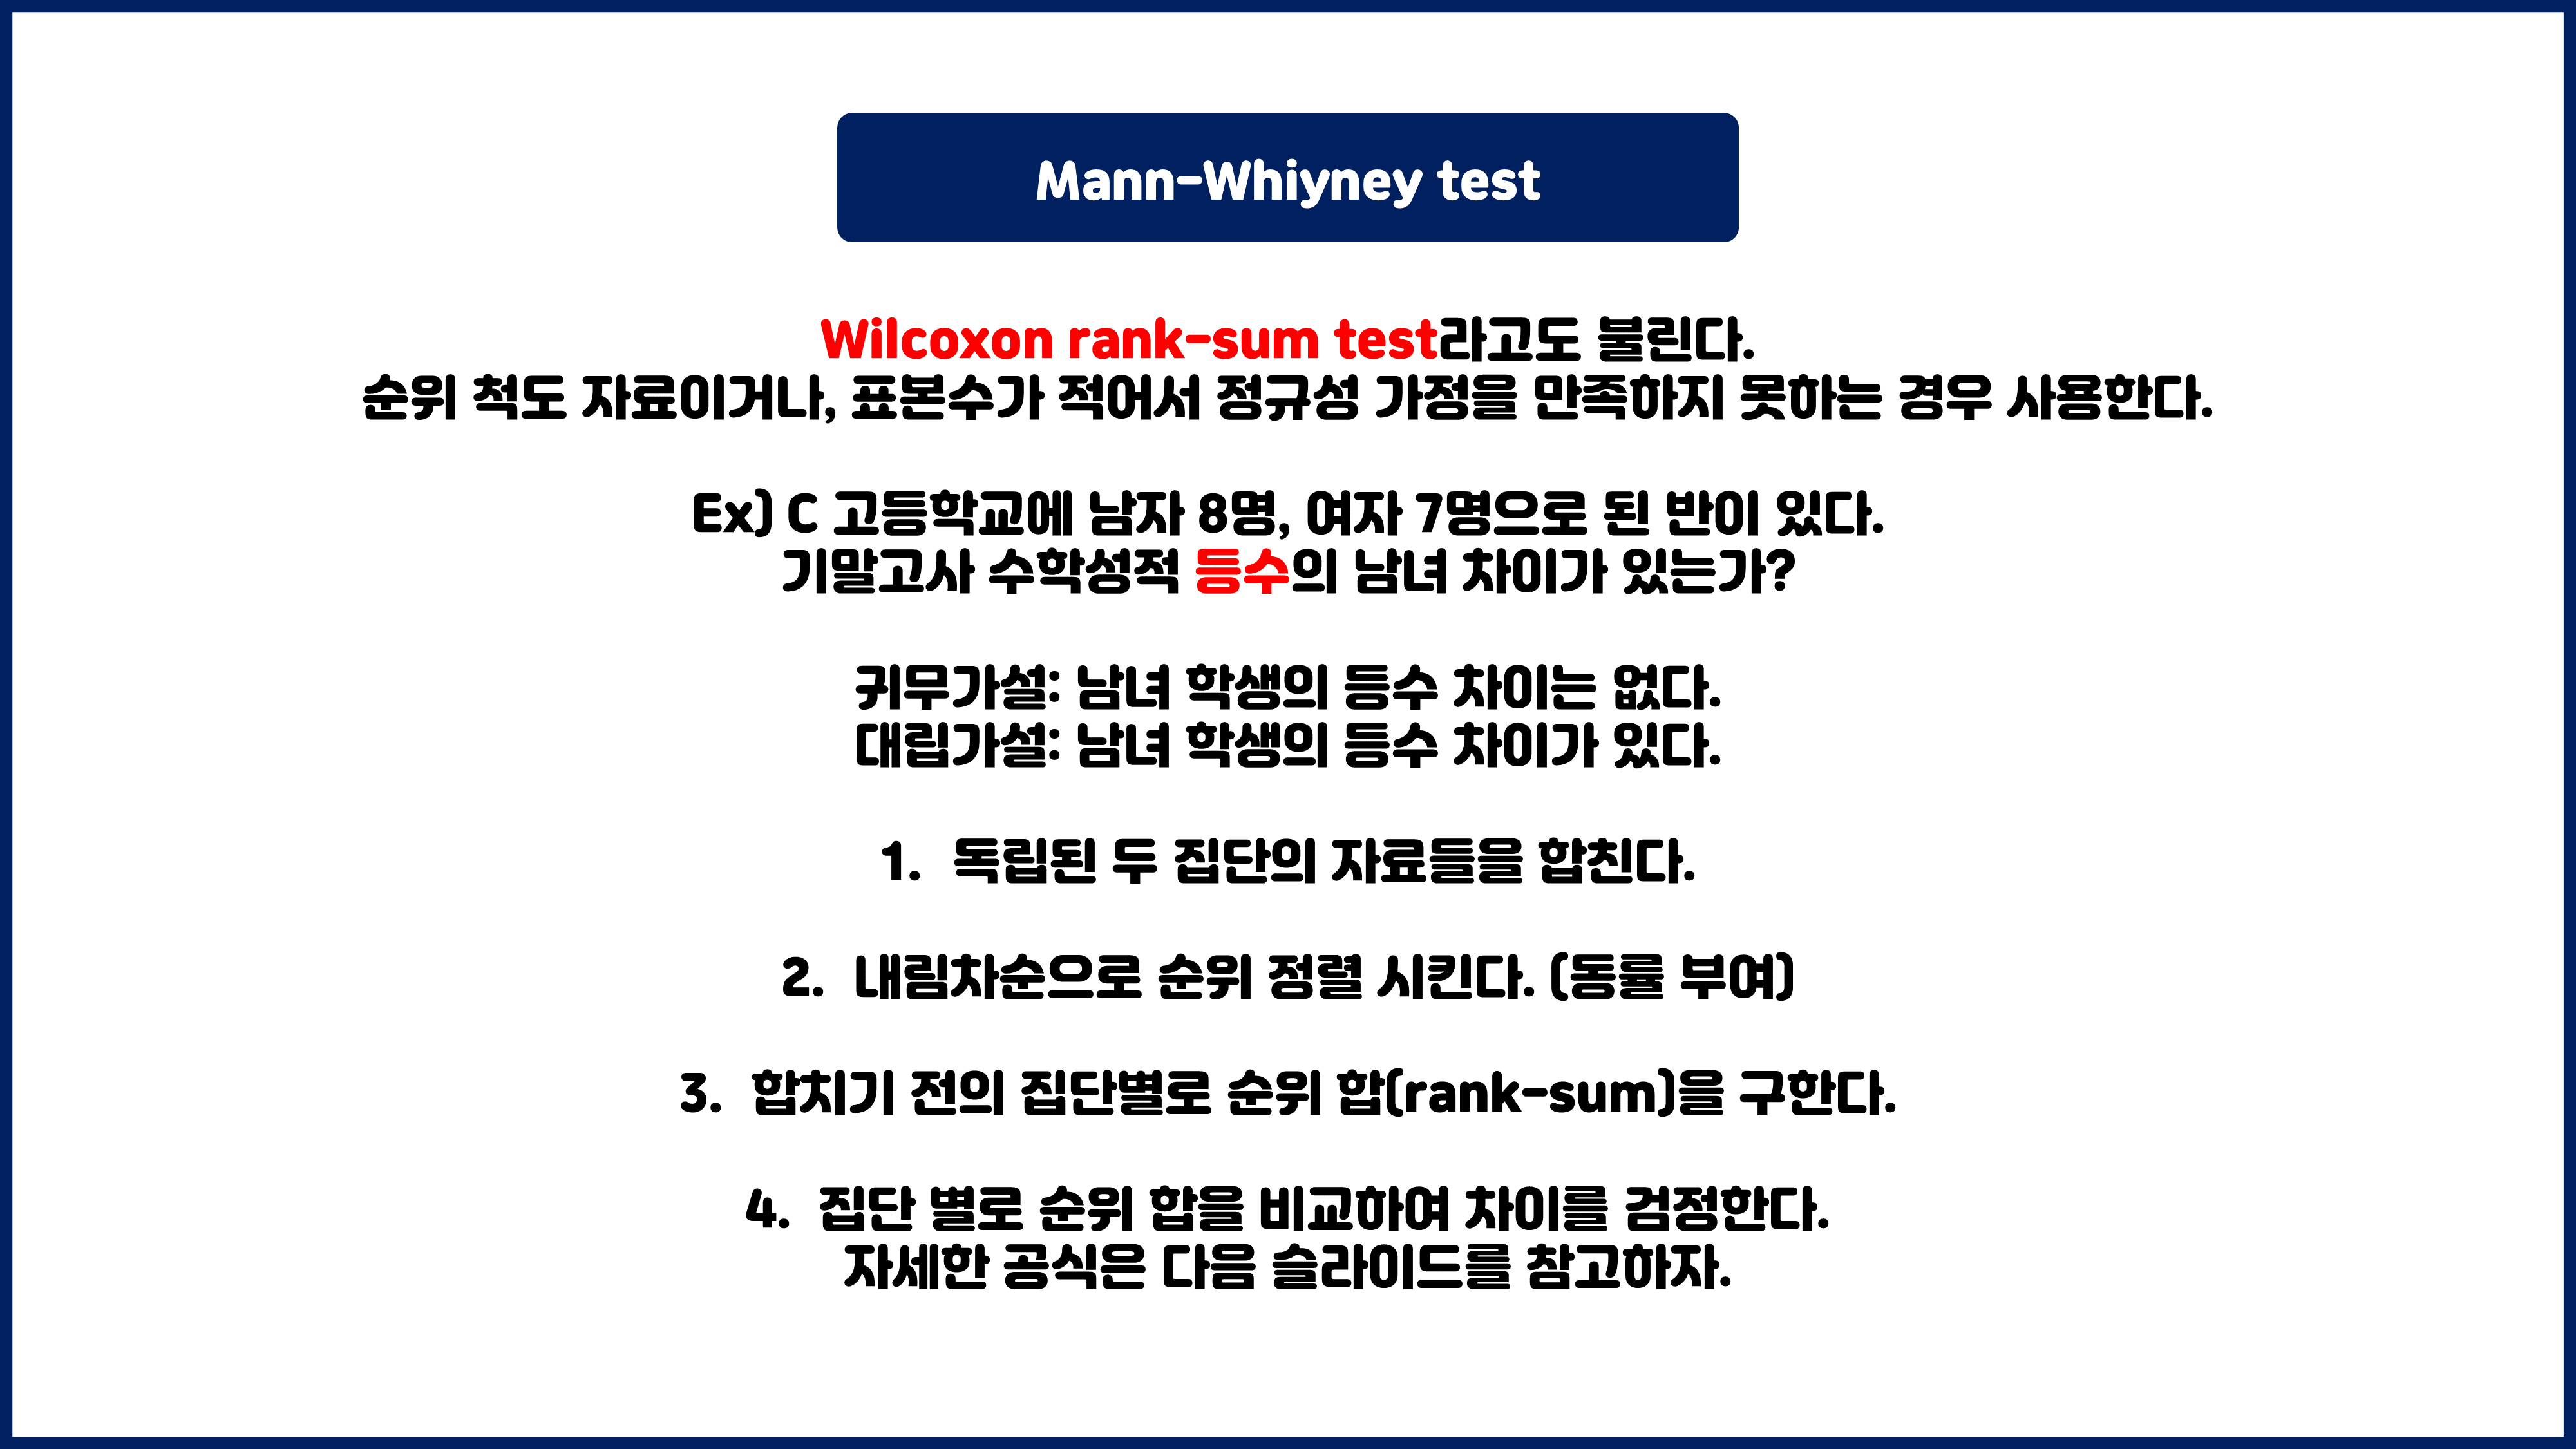 Mann-Whiyney test
Wilcoxon rank-sum test라고도 불린다.
순위 척도 자료이거나, 표본수가 적어서 정규성 가정을 만족하지 못하는 경우 사용한다.
Ex) C 고등학교에 남자 8명, 여자 7명으로 된 반이 있다.
기말고사 수학성적 등수의 남녀 차이가 있는가?
귀무가설: 남녀 학생의 등수 차이는 없다.
대립가설: 남녀 학생의 등수 차이가 있다.
1. 독립된 두 집단의 자료들을 합친다.
2. 내림차순으로 순위 정렬 시킨다. (동률 부여)
3. 합치기 전의 집단별로 순위 합(rank-sum)을 구한다.
4. 집단 별로 순위 합을 비교하여 차이를 검정한다.
자세한 공식은 다음 슬라이드를 참고하자.